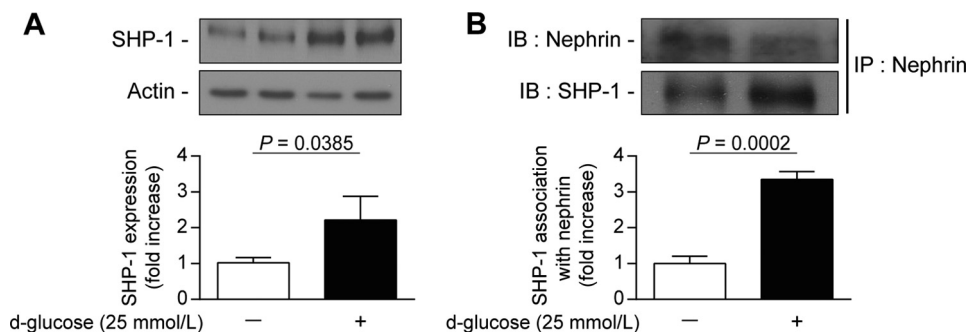 A
SHP-1 -
Actin -
P = 0.0385
SHP-1 expression
(fold increase)
4
3
2
1
0
d-glucose (25 mmol/L) — +
B
IB : Nephrin -
IB : SHP-1 -
IP : Nephrin
P = 0.0002
SHP-1 association
with nephrin
(fold increase)
4
3
2
1
0
d-glucose (25 mmol/L) — +